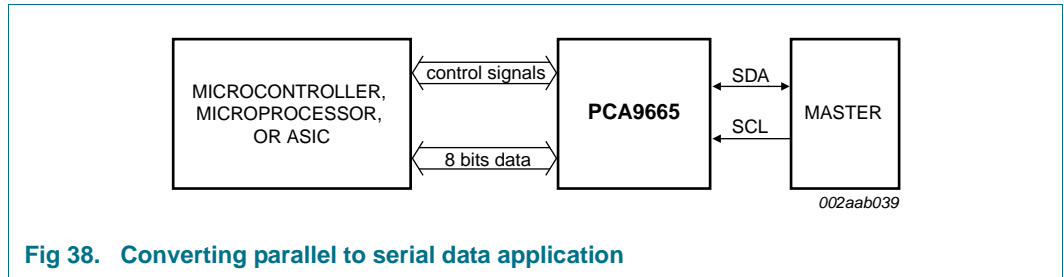 MICROCONTROLLER,
MICROPROCESSOR,
OR ASIC
control signals
8 bits data
PCA9665
SDA
SCL
MASTER
002aab039
Fig 38. Converting parallel to serial data application